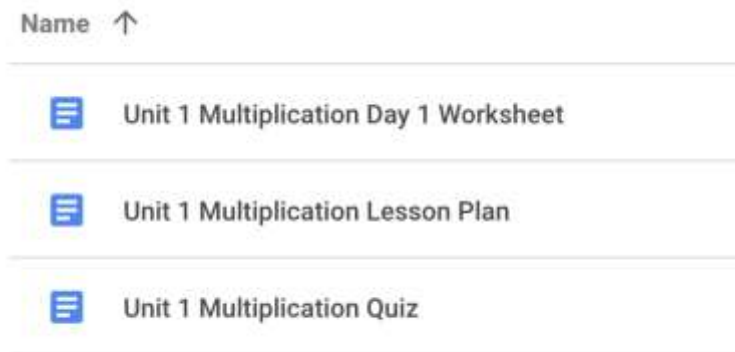 Name
Unit 1 Multiplication Day 1 Worksheet
Unit 1 Multiplication Lesson Plan
Unit 1 Multiplication Quiz